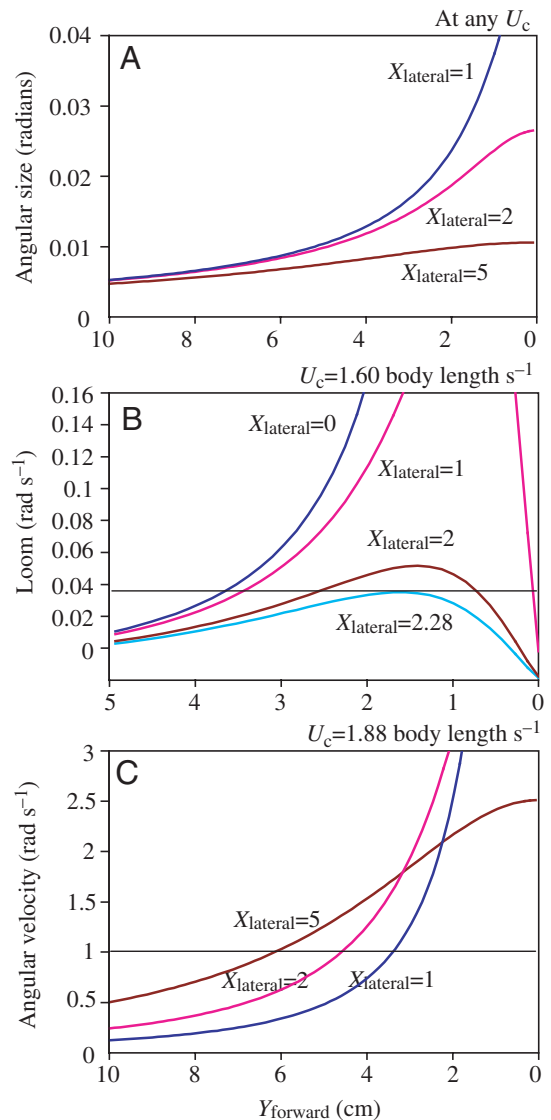 At any Uc
A
0.04
0.03
0.02
0.01
0
Angular size (radians)
Xlateral=1
Xlateral=2
Xlateral=5
10 8 6 4 2 0
Uc=1.60 body length s−1
B
0.16
0.14
0.12
0.1
0.08
0.06
0.04
0.02
0
Loom (rad s−1)
Xlateral=0
Xlateral=1
Xlateral=2
Xlateral=2.28
5 4 3 2 1 0
Uc=1.88 body length s−1
C
3
2.5
2
1.5
1
0.5
0
Angular velocity (rad s−1)
Xlateral=5
Xlateral=2 Xlateral=1
10 8 6 4 2 0
Yforward (cm)